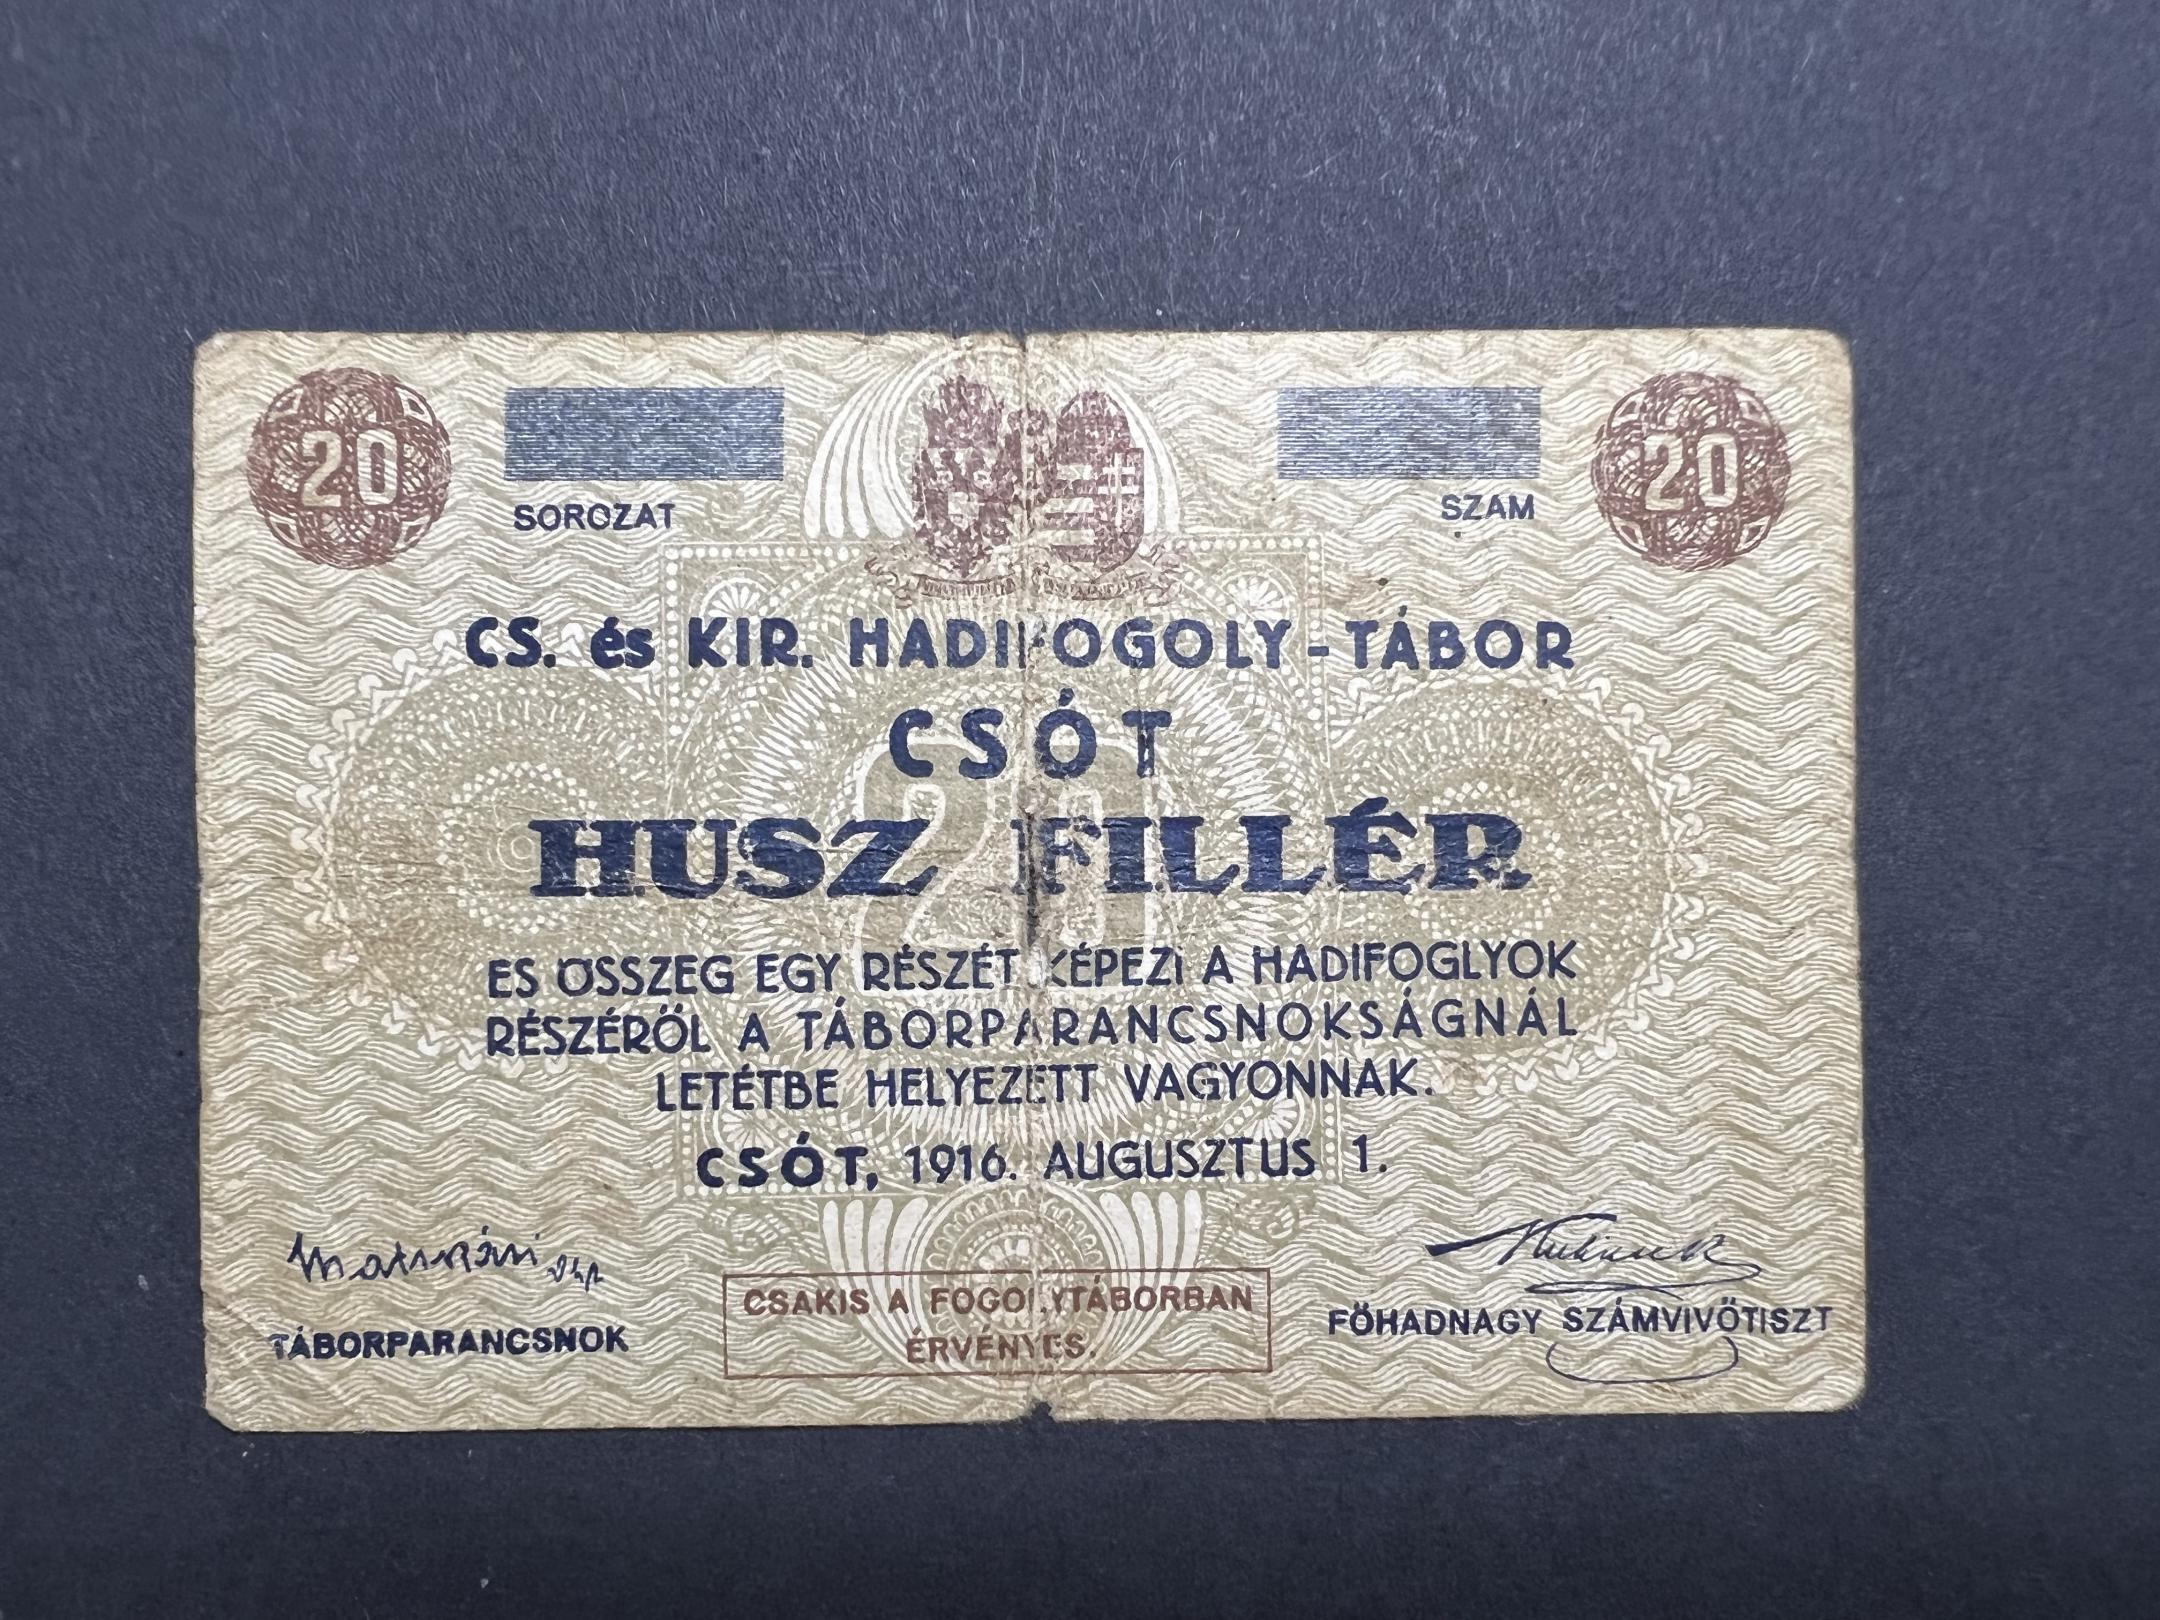 20 20
SOROZAT SZAM
CS. és KIR. HADIFOGOLY-TÁBOR
CSÓT
20
HUSZ FILLÉR
ES ÖSSZEG EGY RÉSZÉT KÉPEZI A HADIFOGLYOK
RÉSZÉRŐL A TÁBORPARANCSNOKSÁGNÁL
LETÉTBE HELYEZETT VAGYONNAK.
CSÓT, 1916. AUGUSZTUS 1.
TÁBORPARANCSNOK
CSAKIS A FOGOLYTÁBORBAN
ÉRVÉNYES.
FŐHADNAGY SZÁMVIVŐTISZT